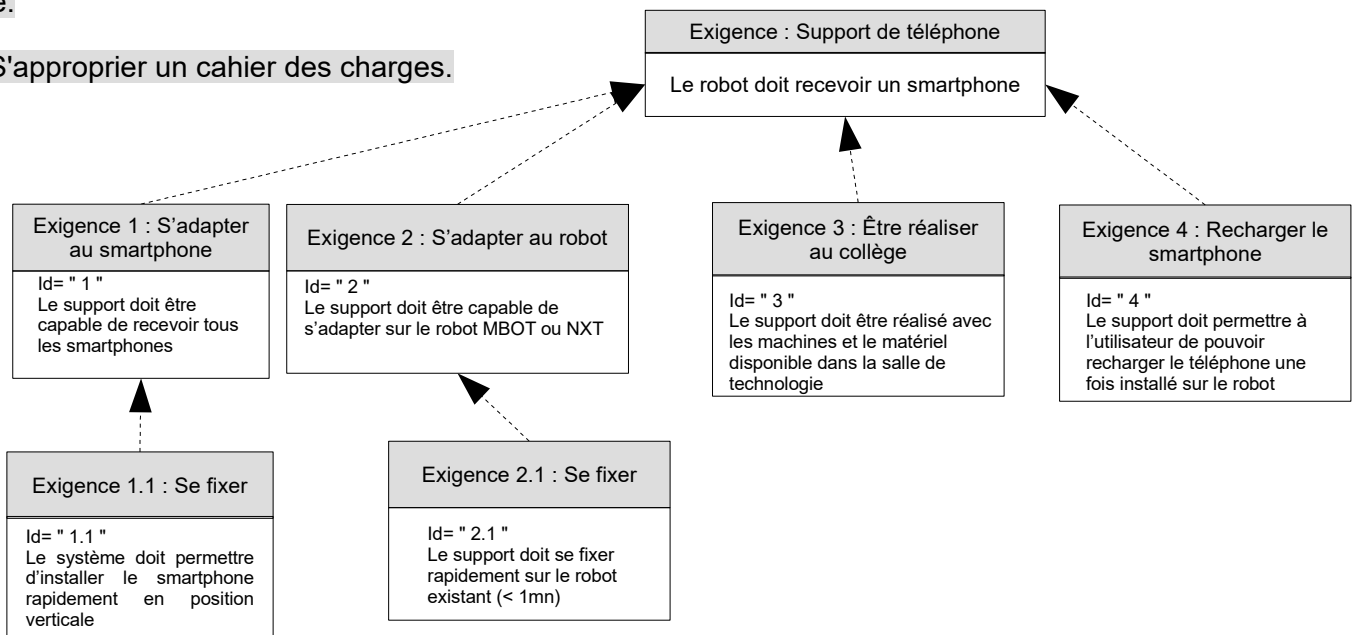 S'approprier un cahier des charges.
Exigence : Support de téléphone
Le robot doit recevoir un smartphone
Exigence 1 : S’adapter
au smartphone
Id= " 1 "
Le support doit être
capable de recevoir tous
les smartphones
Exigence 2 : S’adapter au robot
Id= " 2 "
Le support doit être capable de
s’adapter sur le robot MBOT ou NXT
Exigence 3 : Être réaliser
au collège
Id= " 3 "
Le support doit être réalisé avec
les machines et le matériel
disponible dans la salle de
technologie
Exigence 4 : Recharger le
smartphone
Id= " 4 "
Le support doit permettre à
l’utilisateur de pouvoir
recharger le téléphone une
fois installé sur le robot
Exigence 1.1 : Se fixer
Id= " 1.1 "
Le système doit permettre
d’installer le smartphone
rapidement en position
verticale
Exigence 2.1 : Se fixer
Id= " 2.1 "
Le support doit se fixer
rapidement sur le robot
existant (< 1mn)